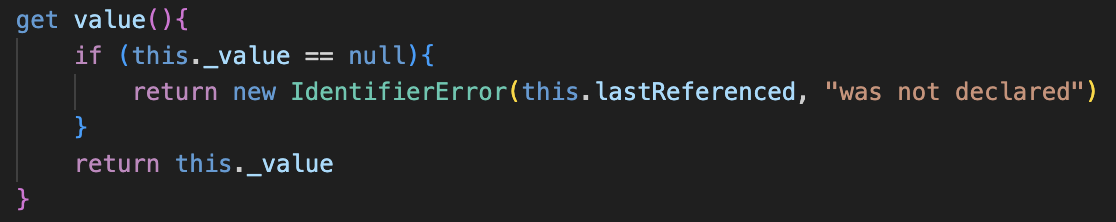 get value(){
    if (this._value == null){
        return new IdentifierError(this.lastReferenced, "was not declared")
    }
    return this._value
}